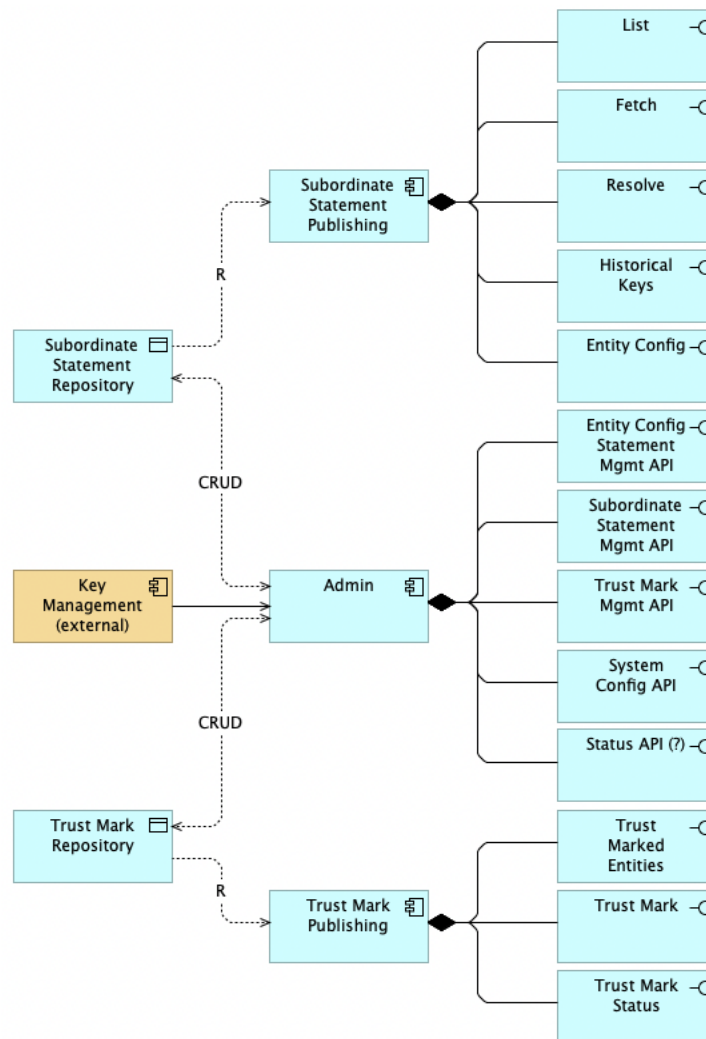 List
Fetch
Subordinate
Statement
Publishing
Resolve
R
Historical
Keys
Subordinate
Statement
Repository
Entity Config
Entity Config
Statement
Mgmt API
CRUD
Subordinate
Statement
Mgmt API
Key
Management
(external)
Admin
Trust Mark
Mgmt API
System
Config API
CRUD
Status API (?)
Trust Mark
Repository
Trust
Marked
Entities
R
Trust Mark
Publishing
Trust Mark
Trust Mark
Status